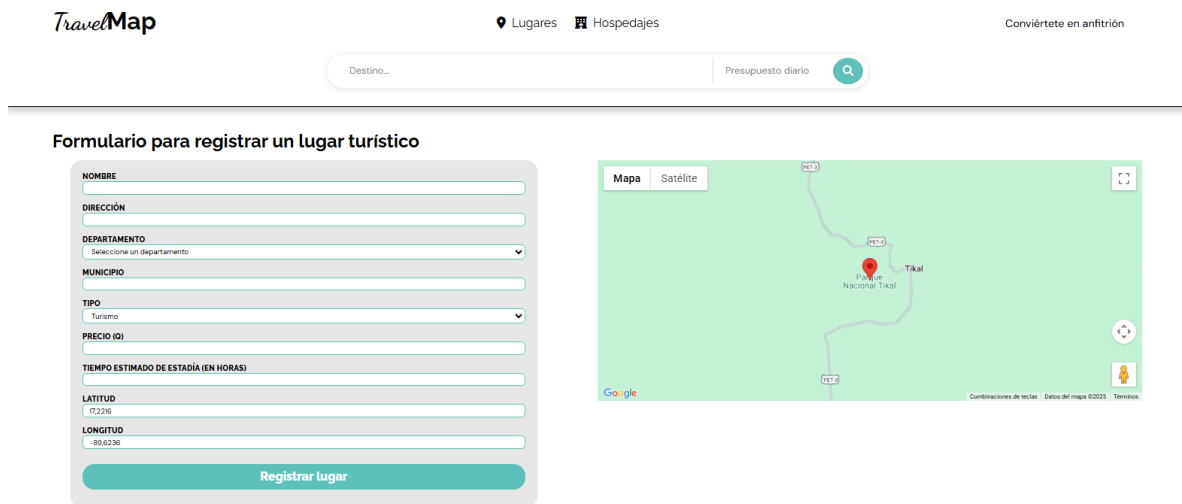 TravelMap
Lugares
Hospedajes
Conviértete en anfitrión
Destino...
Presupuesto diario
Formulario para registrar un lugar turístico
NOMBRE
DIRECCIÓN
DEPARTAMENTO
Seleccione un departamento
MUNICIPIO
TIPO
Turismo
PRECIO (Q)
TIEMPO ESTIMADO DE ESTADÍA (EN HORAS)
LATITUD
17,2216
LONGITUD
-89,6236
Registrar lugar
Mapa
Satélite
PET-3
PET-3
Tikal
Parque
Nacional Tikal
PET-3
Google
Combinaciones de teclas
Datos del mapa ©2025
Términos